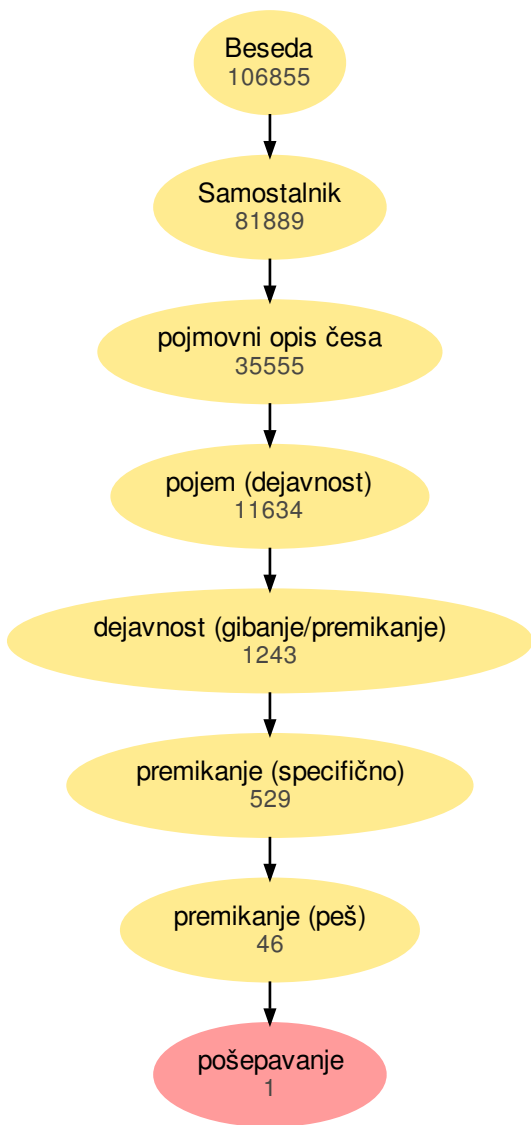 Beseda
106855
Samostalnik
81889
pojmovni opis česa
35555
pojem (dejavnost)
11634
dejavnost (gibanje/premikanje)
1243
premikanje (specifično)
529
premikanje (peš)
46
pošepavanje
1